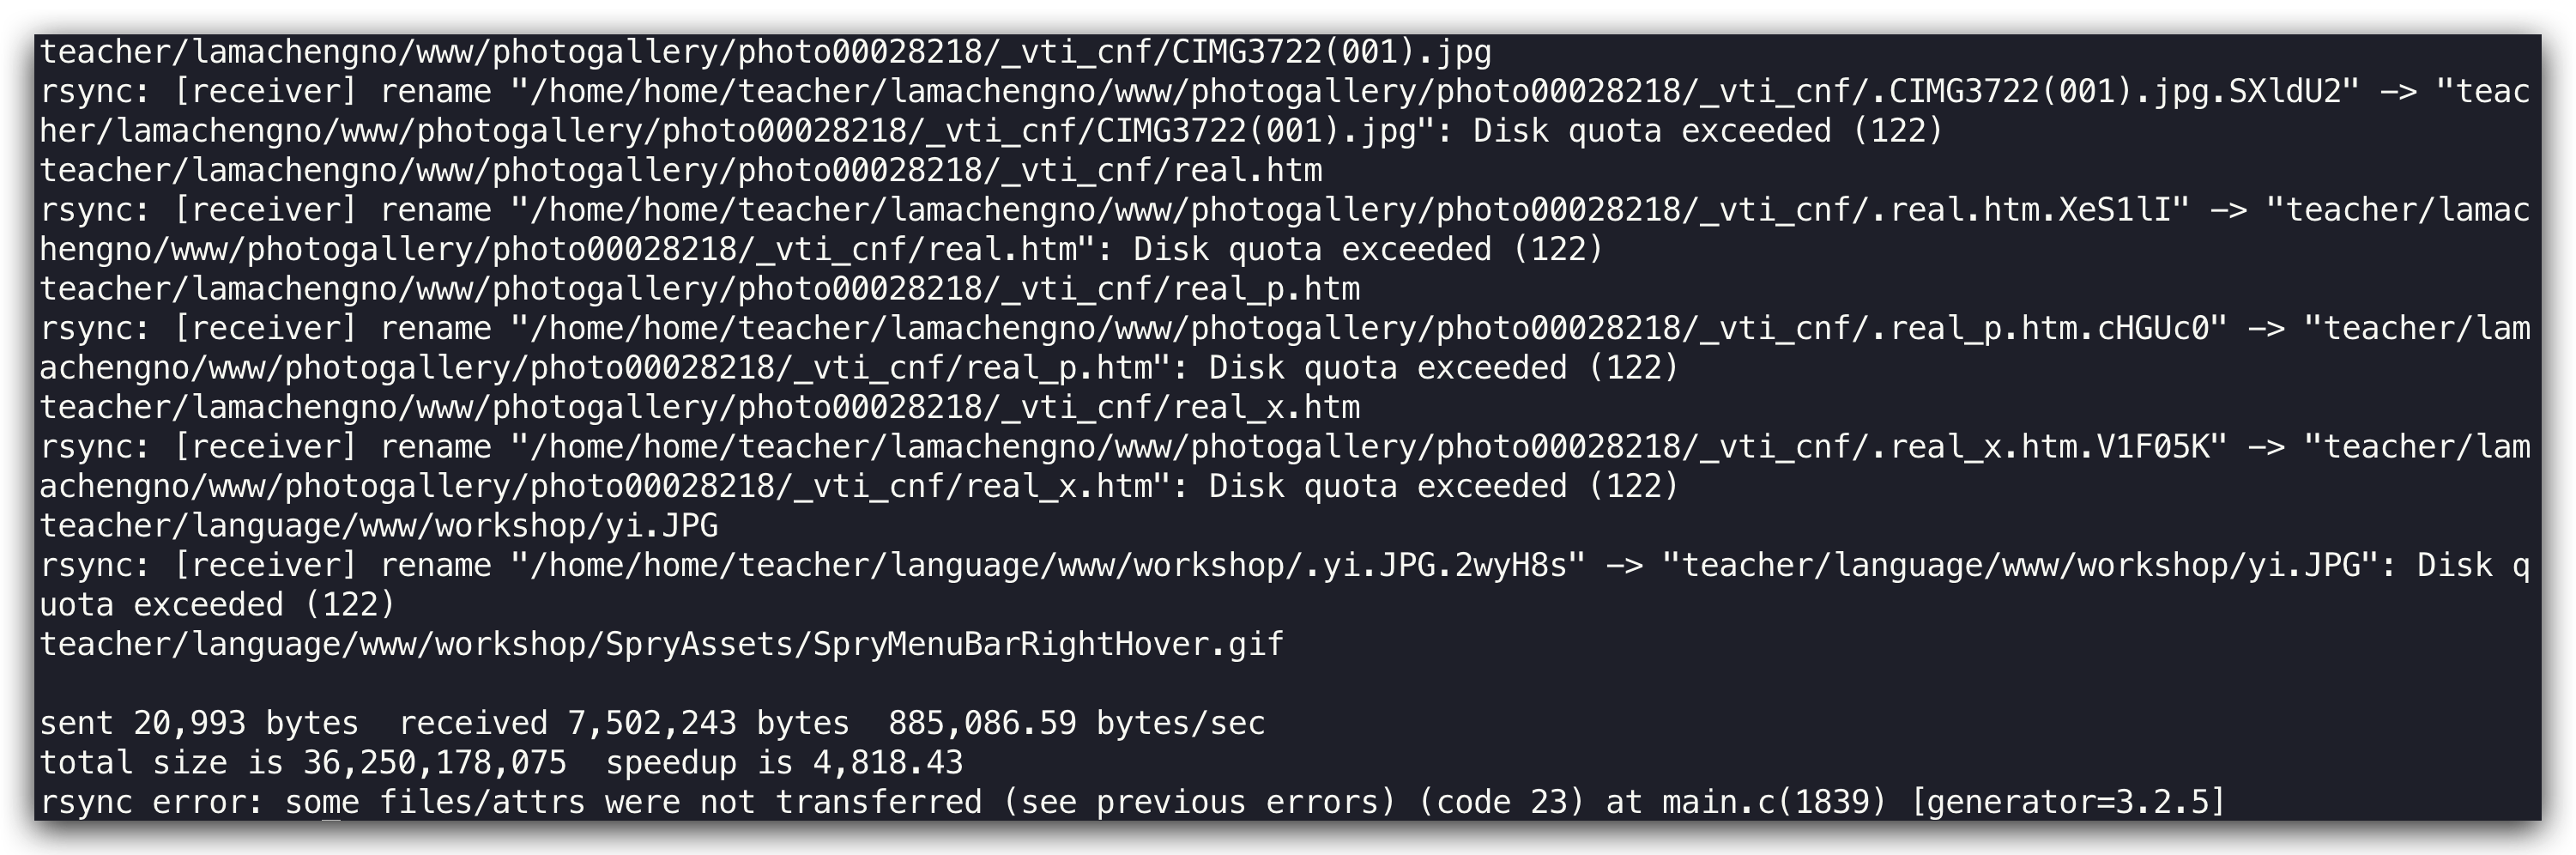 teacher/lamachengno/www/photogallery/photo00028218/_vti_cnf/CIMG3722(001).jpg
rsync: [receiver] rename "/home/home/teacher/lamachengno/www/photogallery/photo00028218/_vti_cnf/.CIMG3722(001).jpg.SXldU2" -> "teac
her/lamachengno/www/photogallery/photo00028218/_vti_cnf/CIMG3722(001).jpg": Disk quota exceeded (122)
teacher/lamachengno/www/photogallery/photo00028218/_vti_cnf/real.htm
rsync: [receiver] rename "/home/home/teacher/lamachengno/www/photogallery/photo00028218/_vti_cnf/.real.htm.XeS1lI" -> "teacher/lamac
hengno/www/photogallery/photo00028218/_vti_cnf/real.htm": Disk quota exceeded (122)
teacher/lamachengno/www/photogallery/photo00028218/_vti_cnf/real_p.htm
rsync: [receiver] rename "/home/home/teacher/lamachengno/www/photogallery/photo00028218/_vti_cnf/.real_p.htm.cHGUc0" -> "teacher/lam
achengno/www/photogallery/photo00028218/_vti_cnf/real_p.htm": Disk quota exceeded (122)
teacher/lamachengno/www/photogallery/photo00028218/_vti_cnf/real_x.htm
rsync: [receiver] rename "/home/home/teacher/lamachengno/www/photogallery/photo00028218/_vti_cnf/.real_x.htm.V1F05K" -> "teacher/lam
achengno/www/photogallery/photo00028218/_vti_cnf/real_x.htm": Disk quota exceeded (122)
teacher/language/www/workshop/yi.JPG
rsync: [receiver] rename "/home/home/teacher/language/www/workshop/.yi.JPG.2wyH8s" -> "teacher/language/www/workshop/yi.JPG": Disk q
uota exceeded (122)
teacher/language/www/workshop/SpryAssets/SpryMenuBarRightHover.gif
sent 20,993 bytes  received 7,502,243 bytes  885,086.59 bytes/sec
total size is 36,250,178,075  speedup is 4,818.43
rsync error: some files/attrs were not transferred (see previous errors) (code 23) at main.c(1839) [generator=3.2.5]